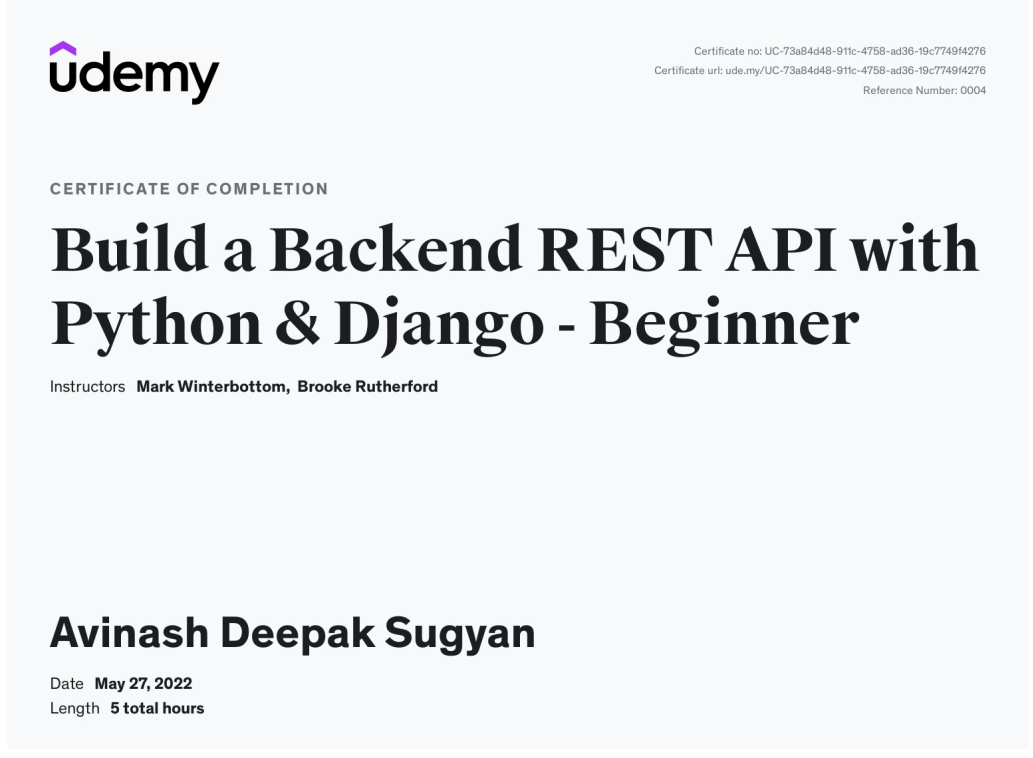 udemy
Certificate no: UC-73a84d48-911c-4758-ad36-19c7749f4276
Certificate url: ude.my/UC-73a84d48-911c-4758-ad36-19c7749f4276
Reference Number: 0004
CERTIFICATE OF COMPLETION
Build a Backend REST API with
Python & Django - Beginner
Instructors Mark Winterbottom, Brooke Rutherford
Avinash Deepak Sugyan
Date May 27, 2022
Length 5 total hours